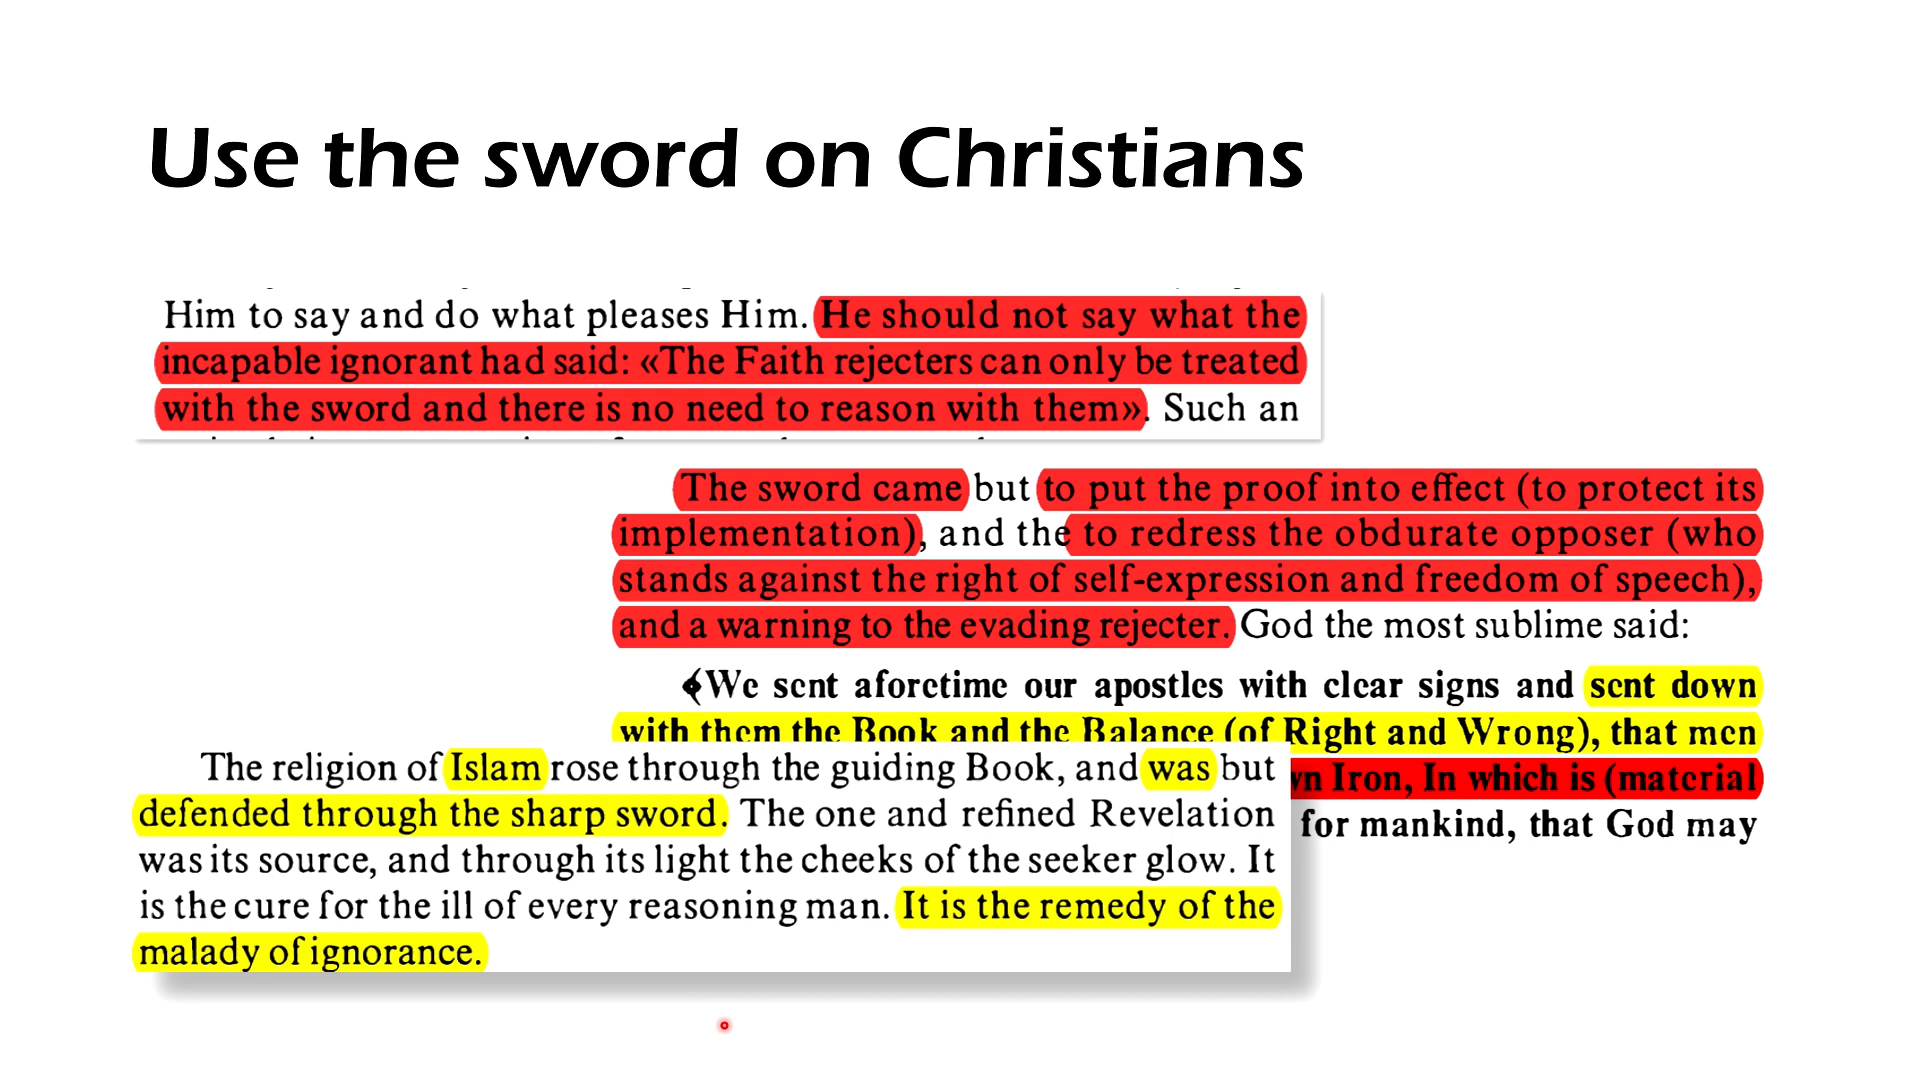 Use the sword on Christians
Him to say and do what pleases Him. He should not say what the
incapable ignorant had said: «The Faith rejecters can only be treated
with the sword and there is no need to reason with them». Such an
The sword came but to put the proof into effect (to protect its
implementation), and the to redress the obdurate opposer (who
stands against the right of self-expression and freedom of speech),
and a warning to the evading rejecter. God the most sublime said:
﴾We sent aforetime our apostles with clear signs and sent down
with them the Book and the Balance (of Right and Wrong), that men
Iron, In which is (material
for mankind, that God may
The religion of Islam rose through the guiding Book, and was but
defended through the sharp sword. The one and refined Revelation
was its source, and through its light the cheeks of the seeker glow. It
is the cure for the ill of every reasoning man. It is the remedy of the
malady of ignorance.